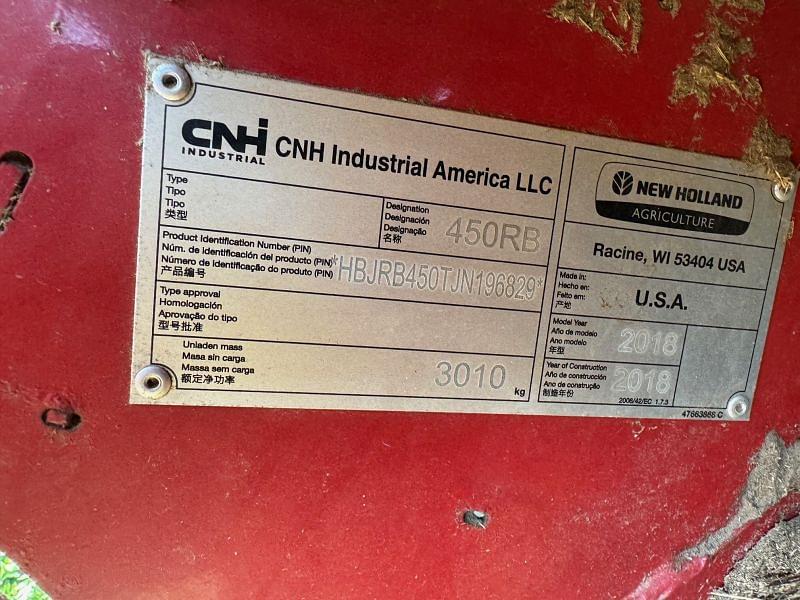 CNH
INDUSTRIAL
CNH Industrial America LLC
Type
Tipo
Tipo
类型
Designation
Designación
Designação
名称
450RB
Product Identification Number (PIN)
Núm. de identificación del producto (PIN)
Número de identificação do produto (PIN)
产品编号
*HBJRB450TJN196829*
Type approval
Homologación
Aprovação do tipo
型号批准
Unladen mass
Masa sin carga
Massa sem carga
额定净功率
3010 kg
NEW HOLLAND
AGRICULTURE
Racine, WI 53404 USA
Made in:
Hecho en:
Feito em:
产地
U.S.A.
Model Year
Año de modelo
Ano modelo
年型
2018
Year of Construction
Año de construcción
Ano de construção
制造年份
2018
2006/42/EC 1.7.3